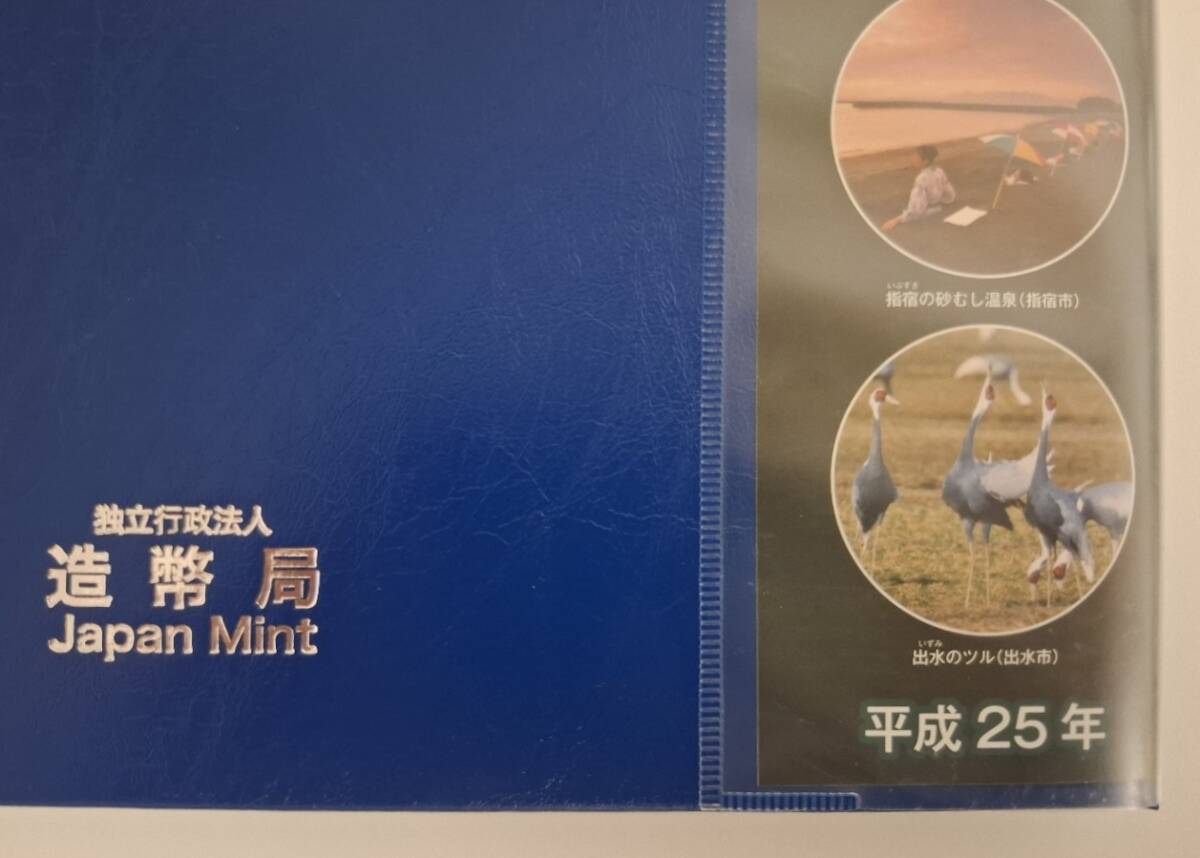 独立行政法人
造幣局
Japan Mint
いぶすき
指宿の砂むし温泉(指宿市)
いずみ
出水のツル(出水市)
平成25年